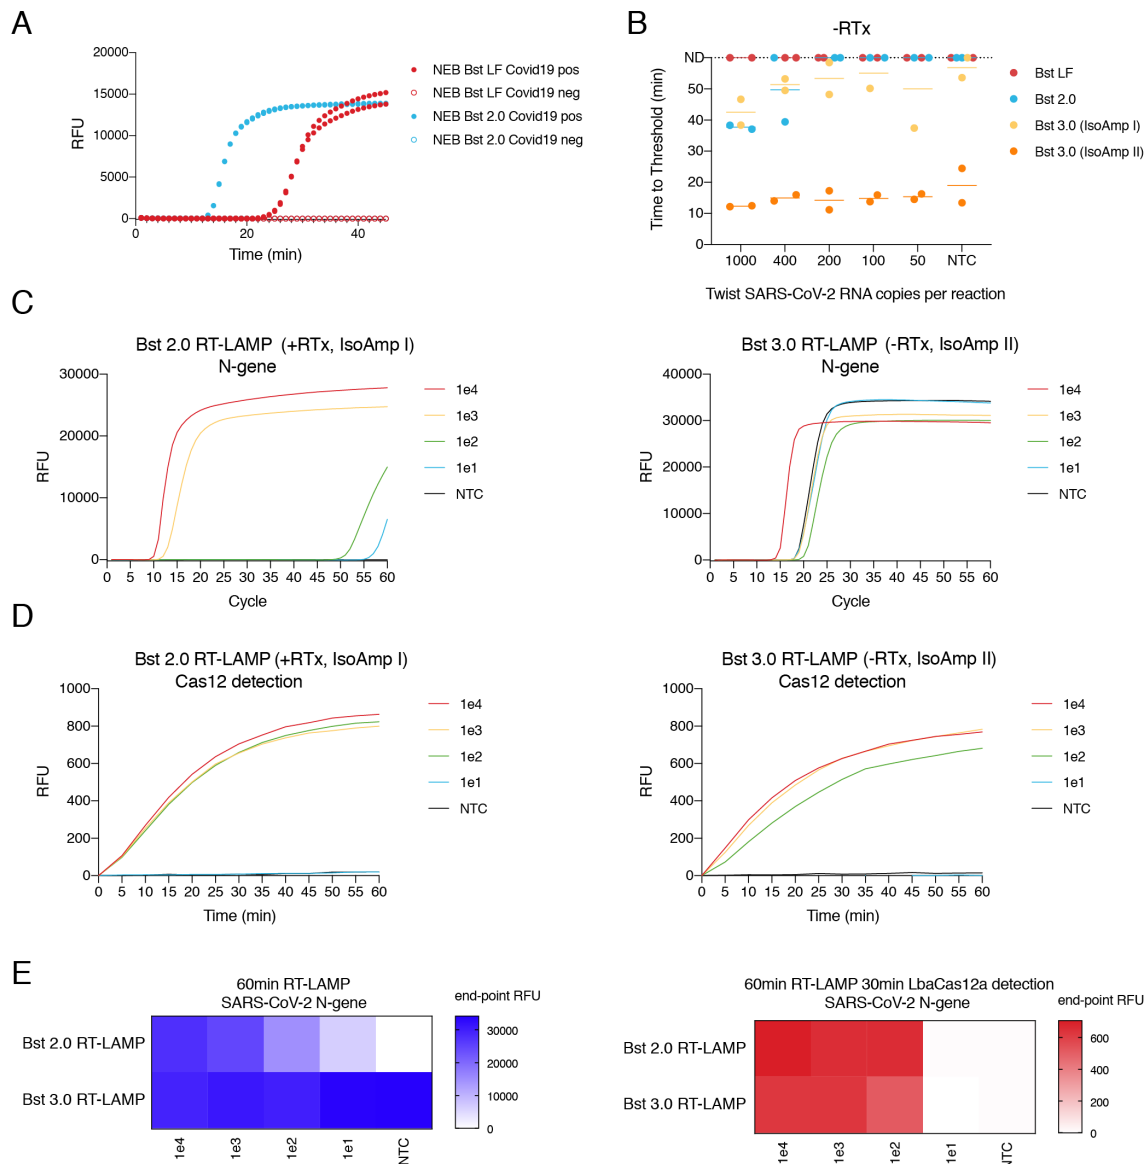 A
20000
15000
10000
5000
0
RFU
0
20
40
Time (min)
NEB Bst LF Covid19 pos
NEB Bst LF Covid19 neg
NEB Bst 2.0 Covid19 pos
NEB Bst 2.0 Covid19 neg
B
-RTx
ND
50
40
30
20
10
0
Time to Threshold (min)
1000 400 200 100 50 NTC
Twist SARS-CoV-2 RNA copies per reaction
Bst LF
Bst 2.0
Bst 3.0 (IsoAmp I)
Bst 3.0 (IsoAmp II)
C
Bst 2.0 RT-LAMP (+RTx, IsoAmp I)
N-gene
30000
20000
10000
0
RFU
0 5 10 15 20 25 30 35 40 45 50 55 60
Cycle
1e4
1e3
1e2
1e1
NTC
Bst 3.0 RT-LAMP (-RTx, IsoAmp II)
N-gene
40000
30000
20000
10000
0
RFU
0 5 10 15 20 25 30 35 40 45 50 55 60
Cycle
1e4
1e3
1e2
1e1
NTC
D
Bst 2.0 RT-LAMP (+RTx, IsoAmp I)
Cas12 detection
1000
800
600
400
200
0
RFU
0 5 10 15 20 25 30 35 40 45 50 55 60
Time (min)
1e4
1e3
1e2
1e1
NTC
Bst 3.0 RT-LAMP (-RTx, IsoAmp II)
Cas12 detection
1000
800
600
400
200
0
RFU
0 5 10 15 20 25 30 35 40 45 50 55 60
Time (min)
1e4
1e3
1e2
1e1
NTC
E
60min RT-LAMP
SARS-CoV-2 N-gene
Bst 2.0 RT-LAMP
Bst 3.0 RT-LAMP
1e4 1e3 1e2 1e1 NTC
end-point RFU
30000
20000
10000
0
60min RT-LAMP 30min LbaCas12a detection
SARS-CoV-2 N-gene
Bst 2.0 RT-LAMP
Bst 3.0 RT-LAMP
1e4 1e3 1e2 1e1 NTC
end-point RFU
600
400
200
0